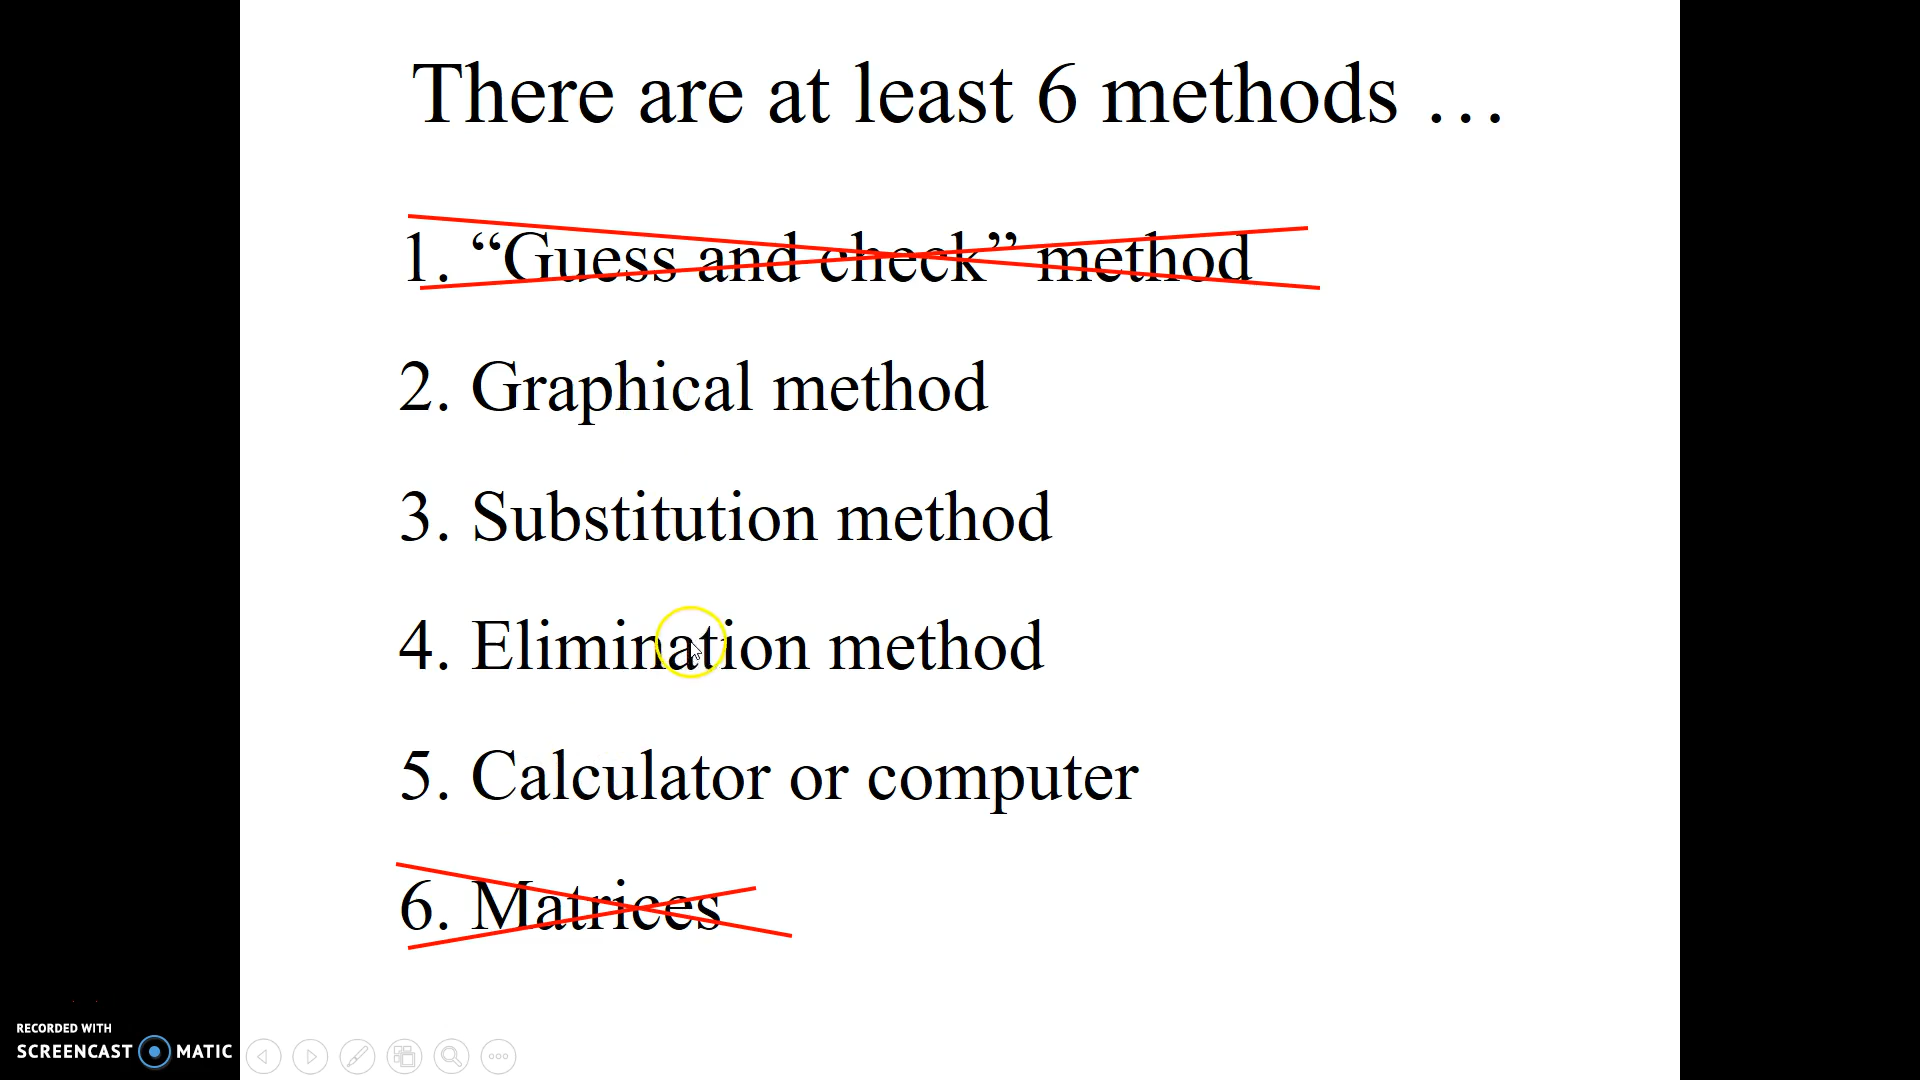 There are at least 6 methods …
1. “Guess and check” method
2. Graphical method
3. Substitution method
4. Elimination method
5. Calculator or computer
6. Matrices
RECORDED WITH
SCREENCAST MATIC